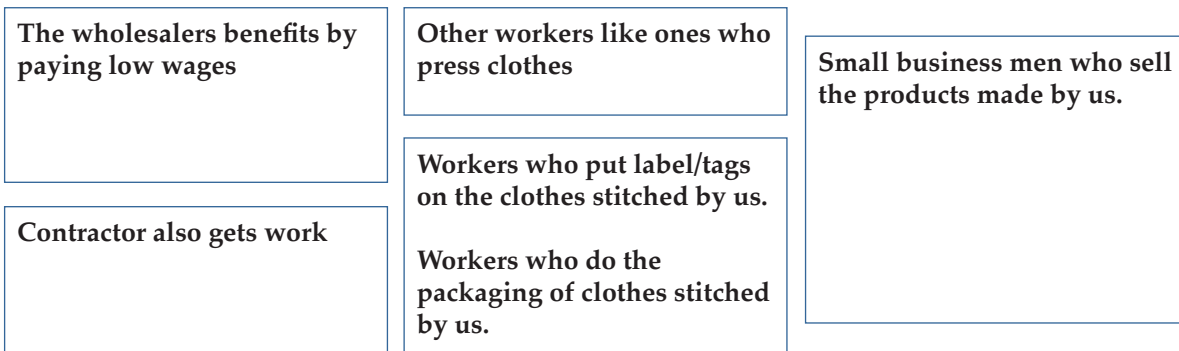 The wholesalers benefits by
paying low wages
Contractor also gets work
Other workers like ones who
press clothes
Workers who put label/tags
on the clothes stitched by us.
Workers who do the
packaging of clothes stitched
by us.
Small business men who sell
the products made by us.